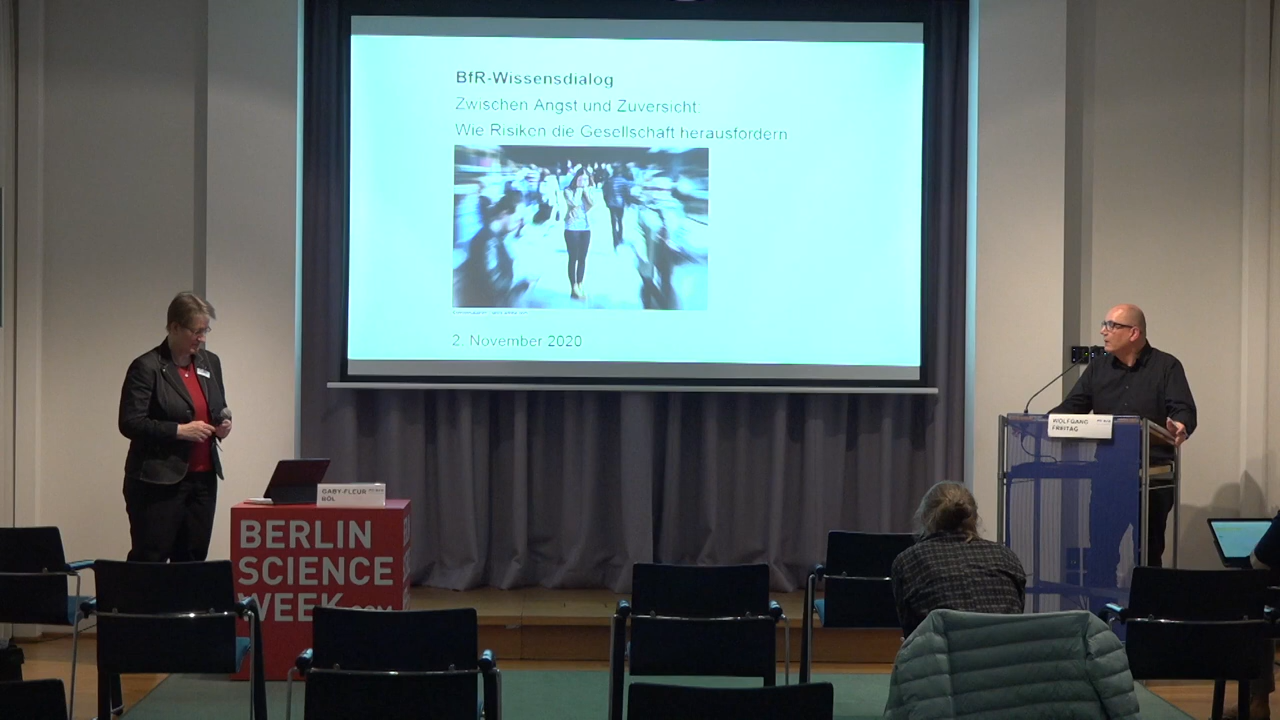 BfR-Wissensdialog
Zwischen Angst und Zuversicht:
Wie Risiken die Gesellschaft herausfordern
2. November 2020
WOLFGANG
FREITAG
GABY-FLEUR
BÖL
BERLIN
SCIENCE
WEEK.COM